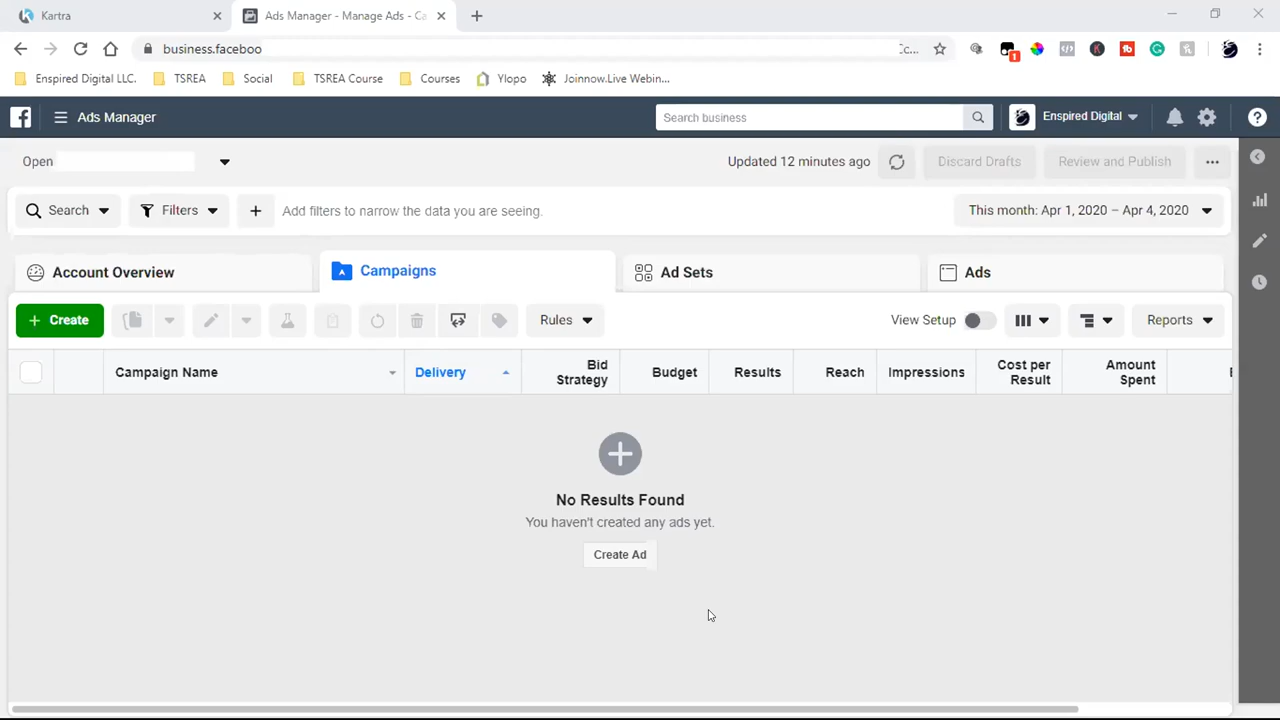 Kartra
Ads Manager - Manage Ads - Ca
business.faceboo
Cc...
1
Enspired Digital LLC.
TSREA
Social
TSREA Course
Courses
Ylopo
Joinnow.Live Webin...
Ads Manager
Search business
Enspired Digital
Open
Updated 12 minutes ago
Discard Drafts
Review and Publish
Search
Filters
Add filters to narrow the data you are seeing.
This month: Apr 1, 2020 – Apr 4, 2020
Account Overview
Campaigns
Ad Sets
Ads
+ Create
Rules
View Setup
Reports
Campaign Name
Delivery
Bid
Strategy
Budget
Results
Reach
Impressions
Cost per
Result
Amount
Spent
No Results Found
You haven't created any ads yet.
Create Ad